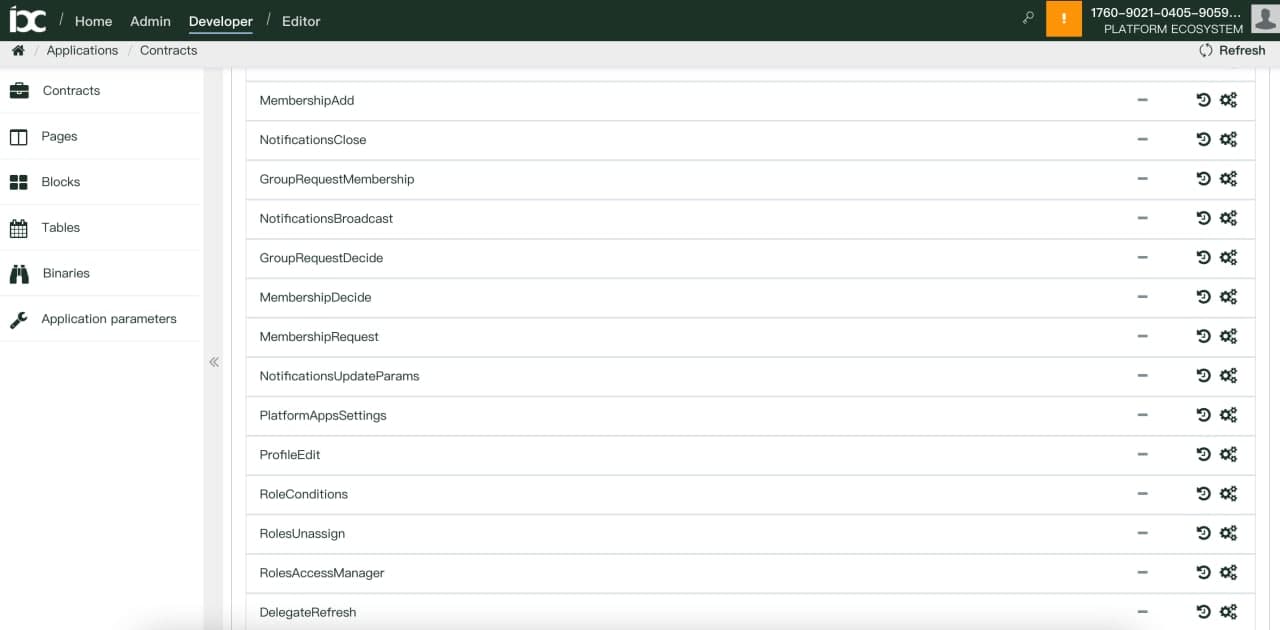 ibc / Home Admin Developer / Editor
! 1760-9021-0405-9059...
PLATFORM ECOSYSTEM
/ Applications / Contracts
Refresh
Contracts
Pages
Blocks
Tables
Binaries
Application parameters
MembershipAdd
NotificationsClose
GroupRequestMembership
NotificationsBroadcast
GroupRequestDecide
MembershipDecide
MembershipRequest
NotificationsUpdateParams
PlatformAppsSettings
ProfileEdit
RoleConditions
RolesUnassign
RolesAccessManager
DelegateRefresh